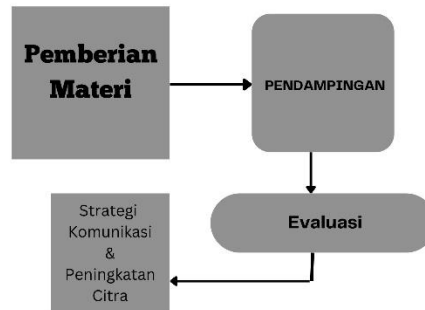 Pemberian
Materi
PENDAMPINGAN
Evaluasi
Strategi
Komunikasi
&
Peningkatan
Citra